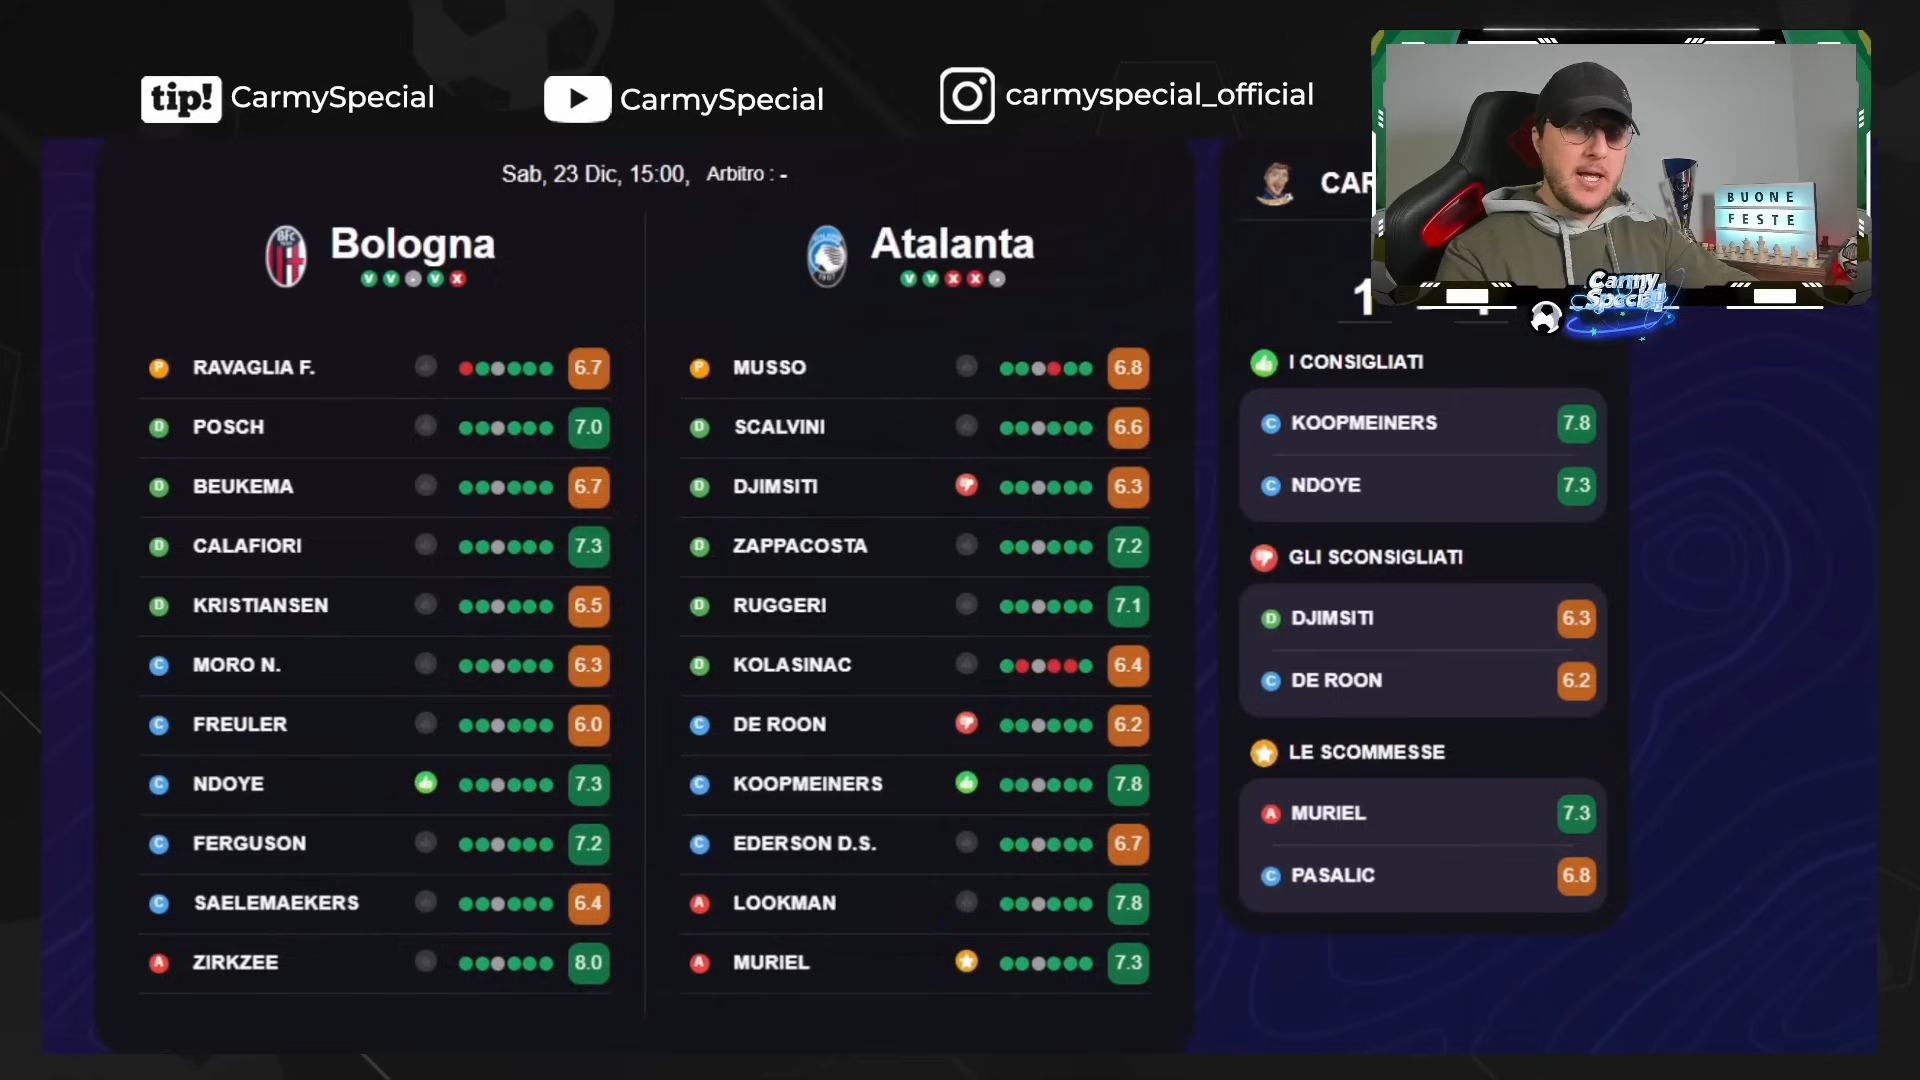 tip! CarmySpecial
CarmySpecial
carmyspecial_official
BUONE
FESTE
Carmy
Special
Sab, 23 Dic, 15:00, Arbitro : -
BFC
Bologna
V V - V X
P RAVAGLIA F. 6.7
D POSCH 7.0
D BEUKEMA 6.7
D CALAFIORI 7.3
D KRISTIANSEN 6.5
C MORO N. 6.3
C FREULER 6.0
C NDOYE 7.3
C FERGUSON 7.2
C SAELEMAEKERS 6.4
A ZIRKZEE 8.0
Atalanta
V V X X -
P MUSSO 6.8
D SCALVINI 6.6
D DJIMSITI 6.3
D ZAPPACOSTA 7.2
D RUGGERI 7.1
D KOLASINAC 6.4
C DE ROON 6.2
C KOOPMEINERS 7.8
C EDERSON D.S. 6.7
A LOOKMAN 7.8
A MURIEL 7.3
CAR
1
I CONSIGLIATI
C KOOPMEINERS 7.8
C NDOYE 7.3
GLI SCONSIGLIATI
D DJIMSITI 6.3
C DE ROON 6.2
LE SCOMMESSE
A MURIEL 7.3
C PASALIC 6.8